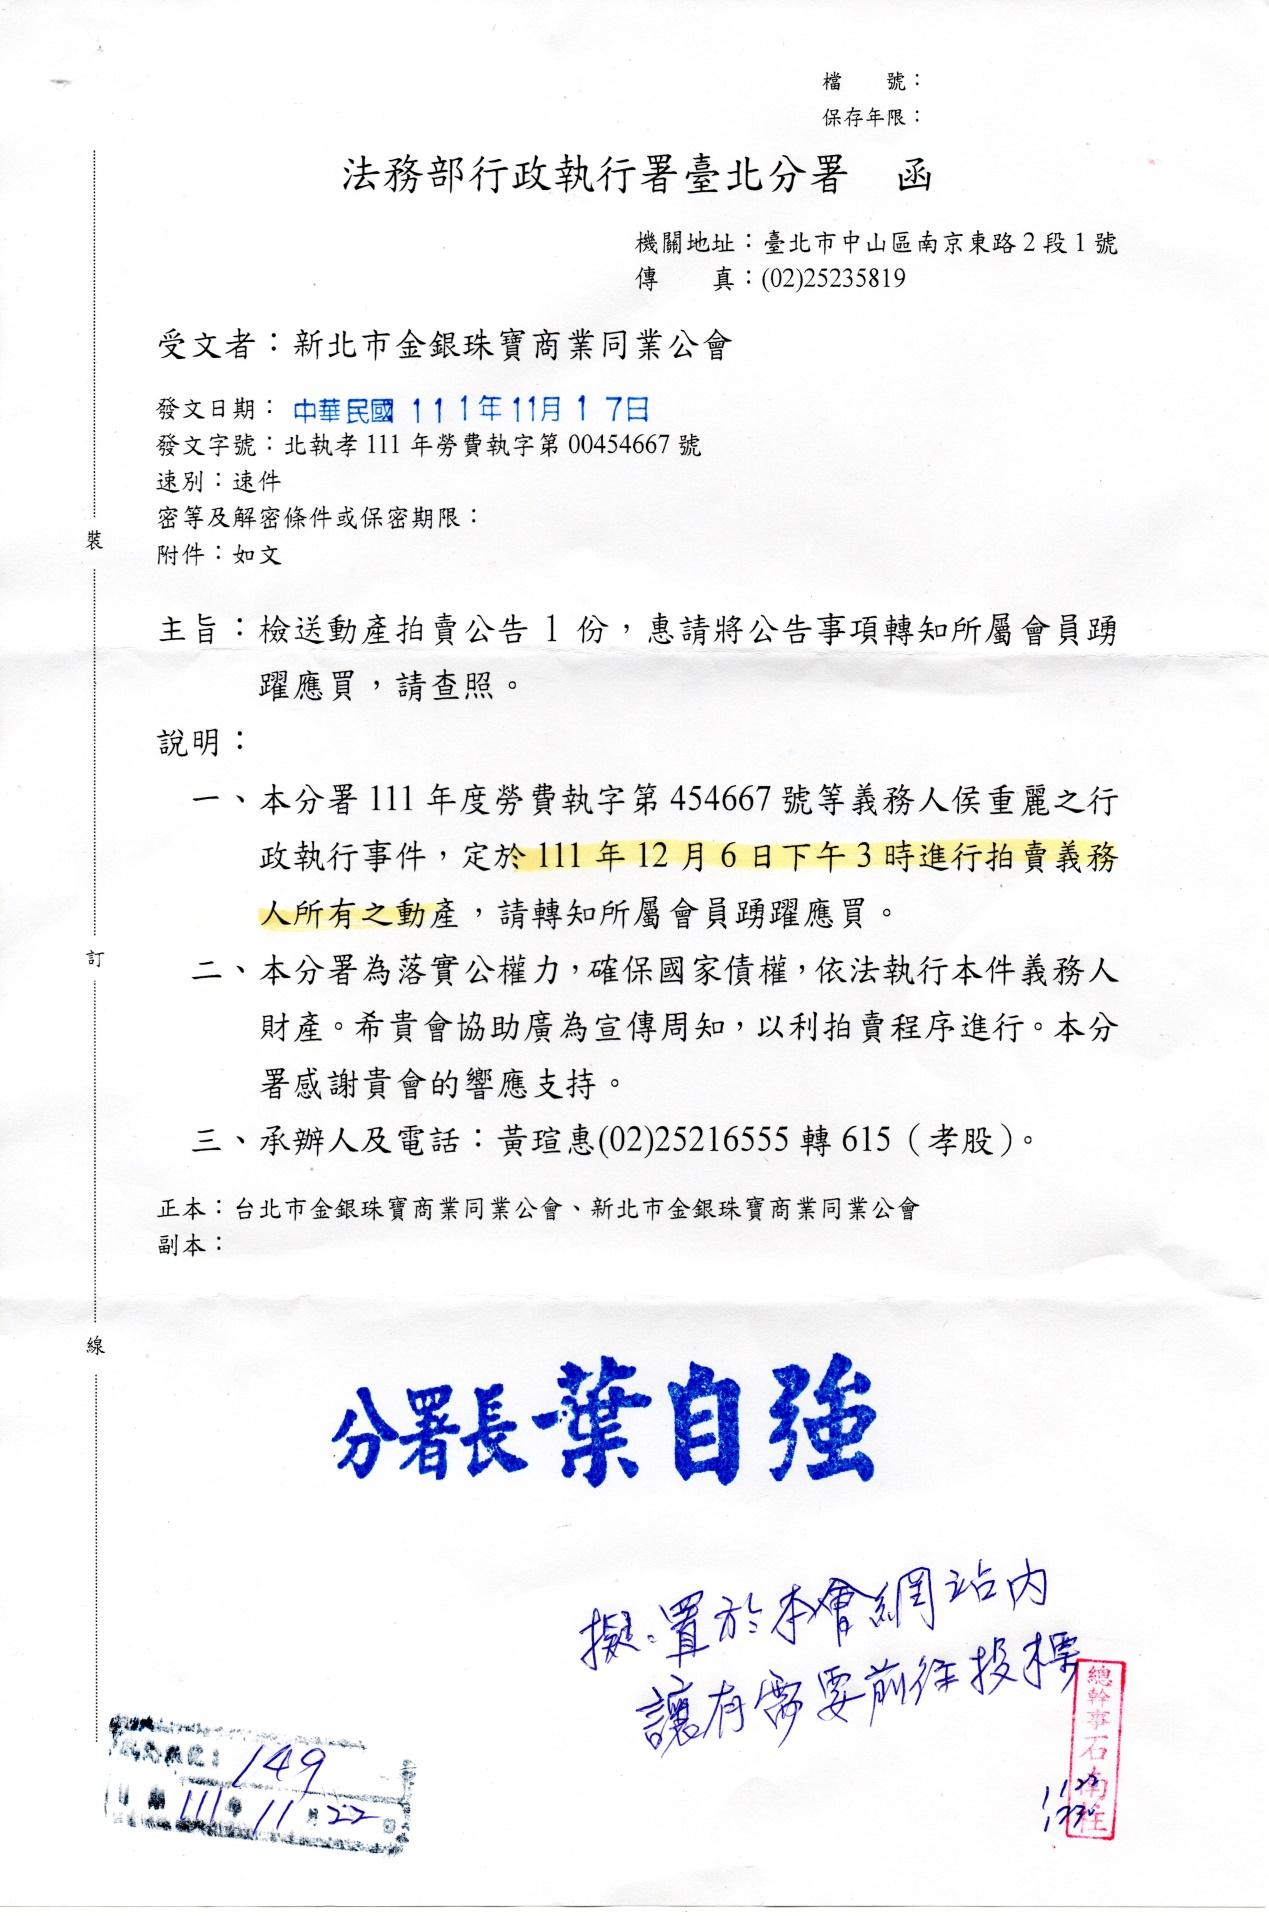 檔　　號：
保存年限：
法務部行政執行署臺北分署　函
機關地址：臺北市中山區南京東路2段1號
傳　　真：(02)25235819
受文者：新北市金銀珠寶商業同業公會
發文日期：中華民國111年11月17日
發文字號：北執孝111年勞費執字第00454667號
速別：速件
密等及解密條件或保密期限：
附件：如文
主旨：檢送動產拍賣公告1份，惠請將公告事項轉知所屬會員踴
躍應買，請查照。
說明：
一、本分署111年度勞費執字第454667號等義務人侯重麗之行
政執行事件，定於111年12月6日下午3時進行拍賣義務
人所有之動產，請轉知所屬會員踴躍應買。
二、本分署為落實公權力，確保國家債權，依法執行本件義務人
財產。希貴會協助廣為宣傳周知，以利拍賣程序進行。本分
署感謝貴會的響應支持。
三、承辦人及電話：黃瑄惠(02)25216555轉615（孝股）。
正本：台北市金銀珠寶商業同業公會、新北市金銀珠寶商業同業公會
副本：
裝
訂
線
分署長葉自強
擬：置於本會網站內
讓有需要前往投標
總幹事石南柱
1122
1330
149
111年11月22日